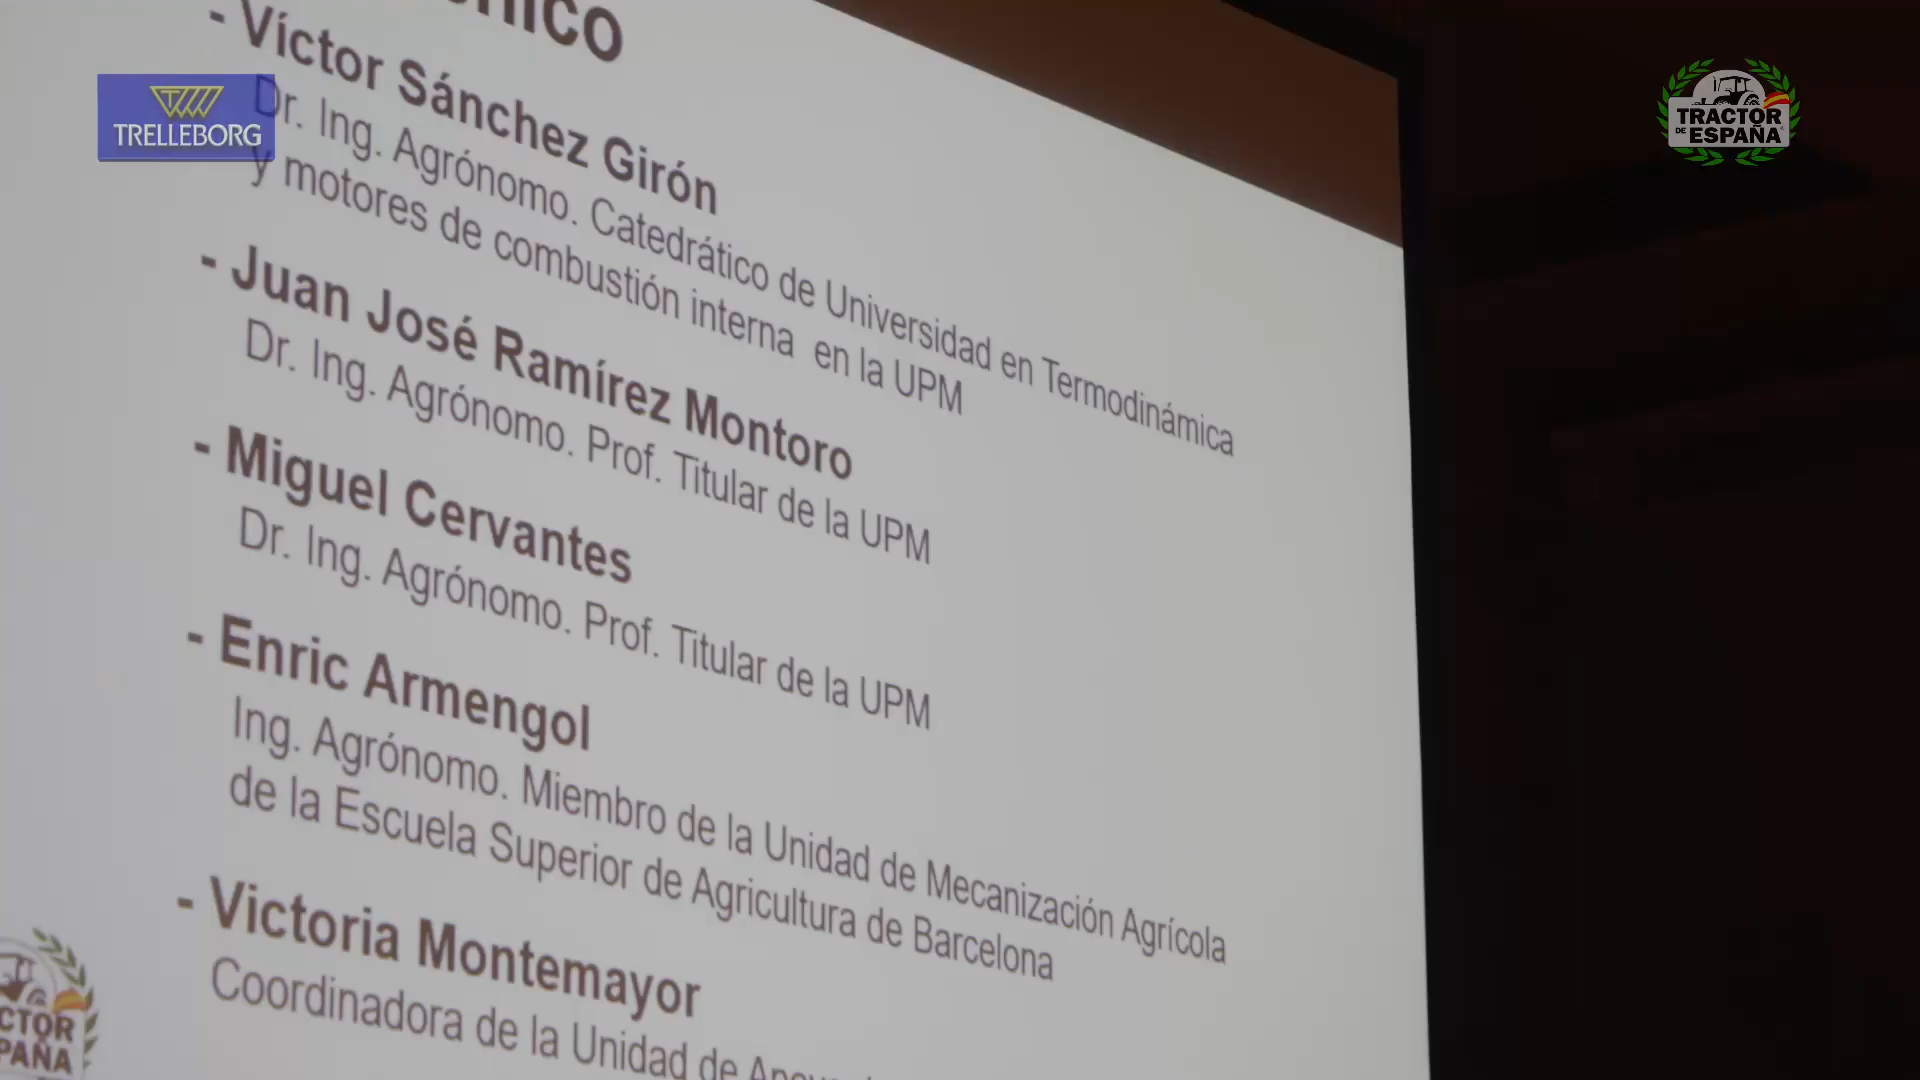 - Víctor Sánchez Girón
Dr. Ing. Agrónomo. Catedrático de Universidad en Termodinámica
y motores de combustión interna en la UPM
- Juan José Ramírez Montoro
Dr. Ing. Agrónomo. Prof. Titular de la UPM
- Miguel Cervantes
Dr. Ing. Agrónomo. Prof. Titular de la UPM
- Enric Armengol
Ing. Agrónomo. Miembro de la Unidad de Mecanización Agrícola
de la Escuela Superior de Agricultura de Barcelona
- Victoria Montemayor
Coordinadora de la Unidad de
TRELLEBORG
TRACTOR
DE ESPAÑA
CTOR
PAÑA